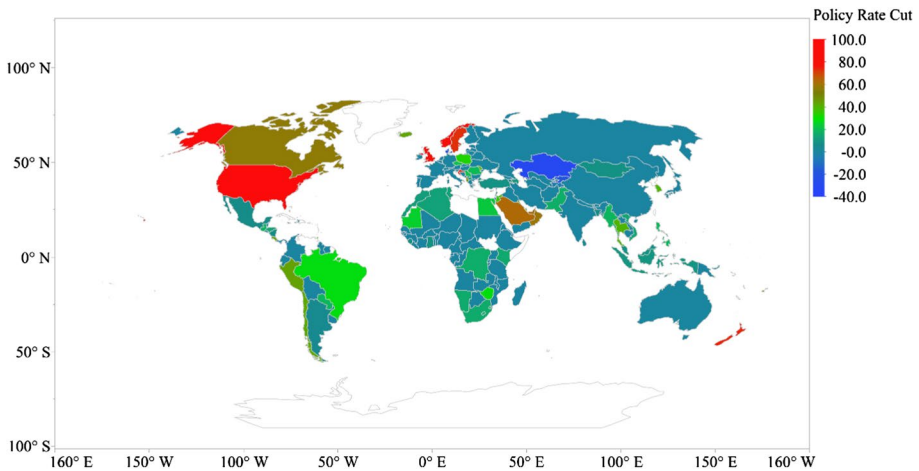 Policy Rate Cut
100.0
80.0
60.0
40.0
20.0
0.0
-20.0
-40.0
100° N
50° N
0° N
50° S
100° S
160° E
150° W
100° W
50° W
0° E
50° E
100° E
150° E
160° W